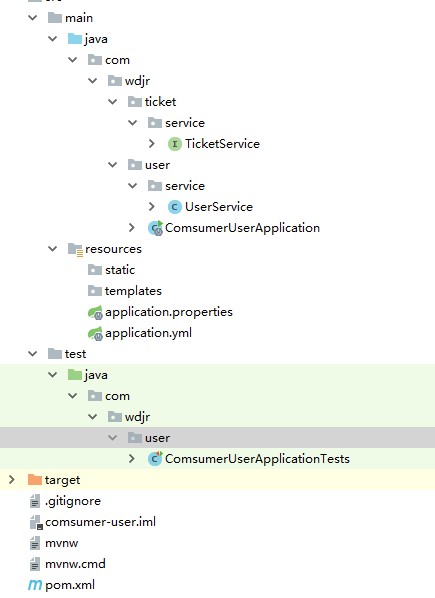 main
java
com
wdjr
ticket
service
I TicketService
user
service
C UserService
C ComsumerUserApplication
resources
static
templates
application.properties
application.yml
test
java
com
wdjr
user
C ComsumerUserApplicationTests
target
.gitignore
comsumer-user.iml
mvnw
mvnw.cmd
m pom.xml